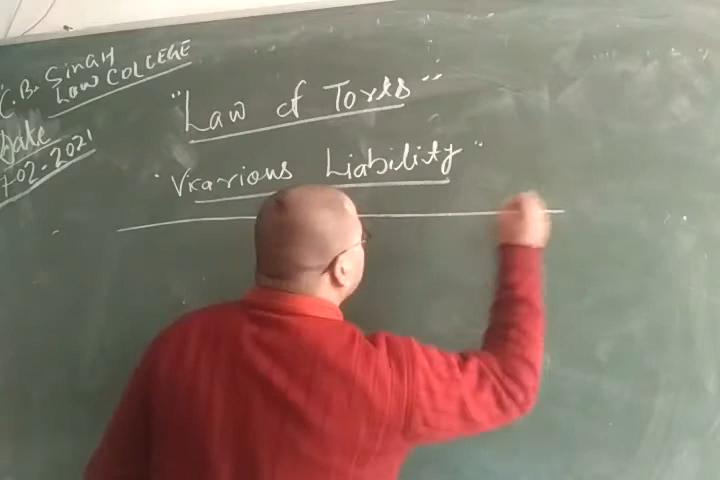 C.B. Singh
Law COLLEGE
Date
7-02-2021
"Law of Torts"
"Vicarious Liability"